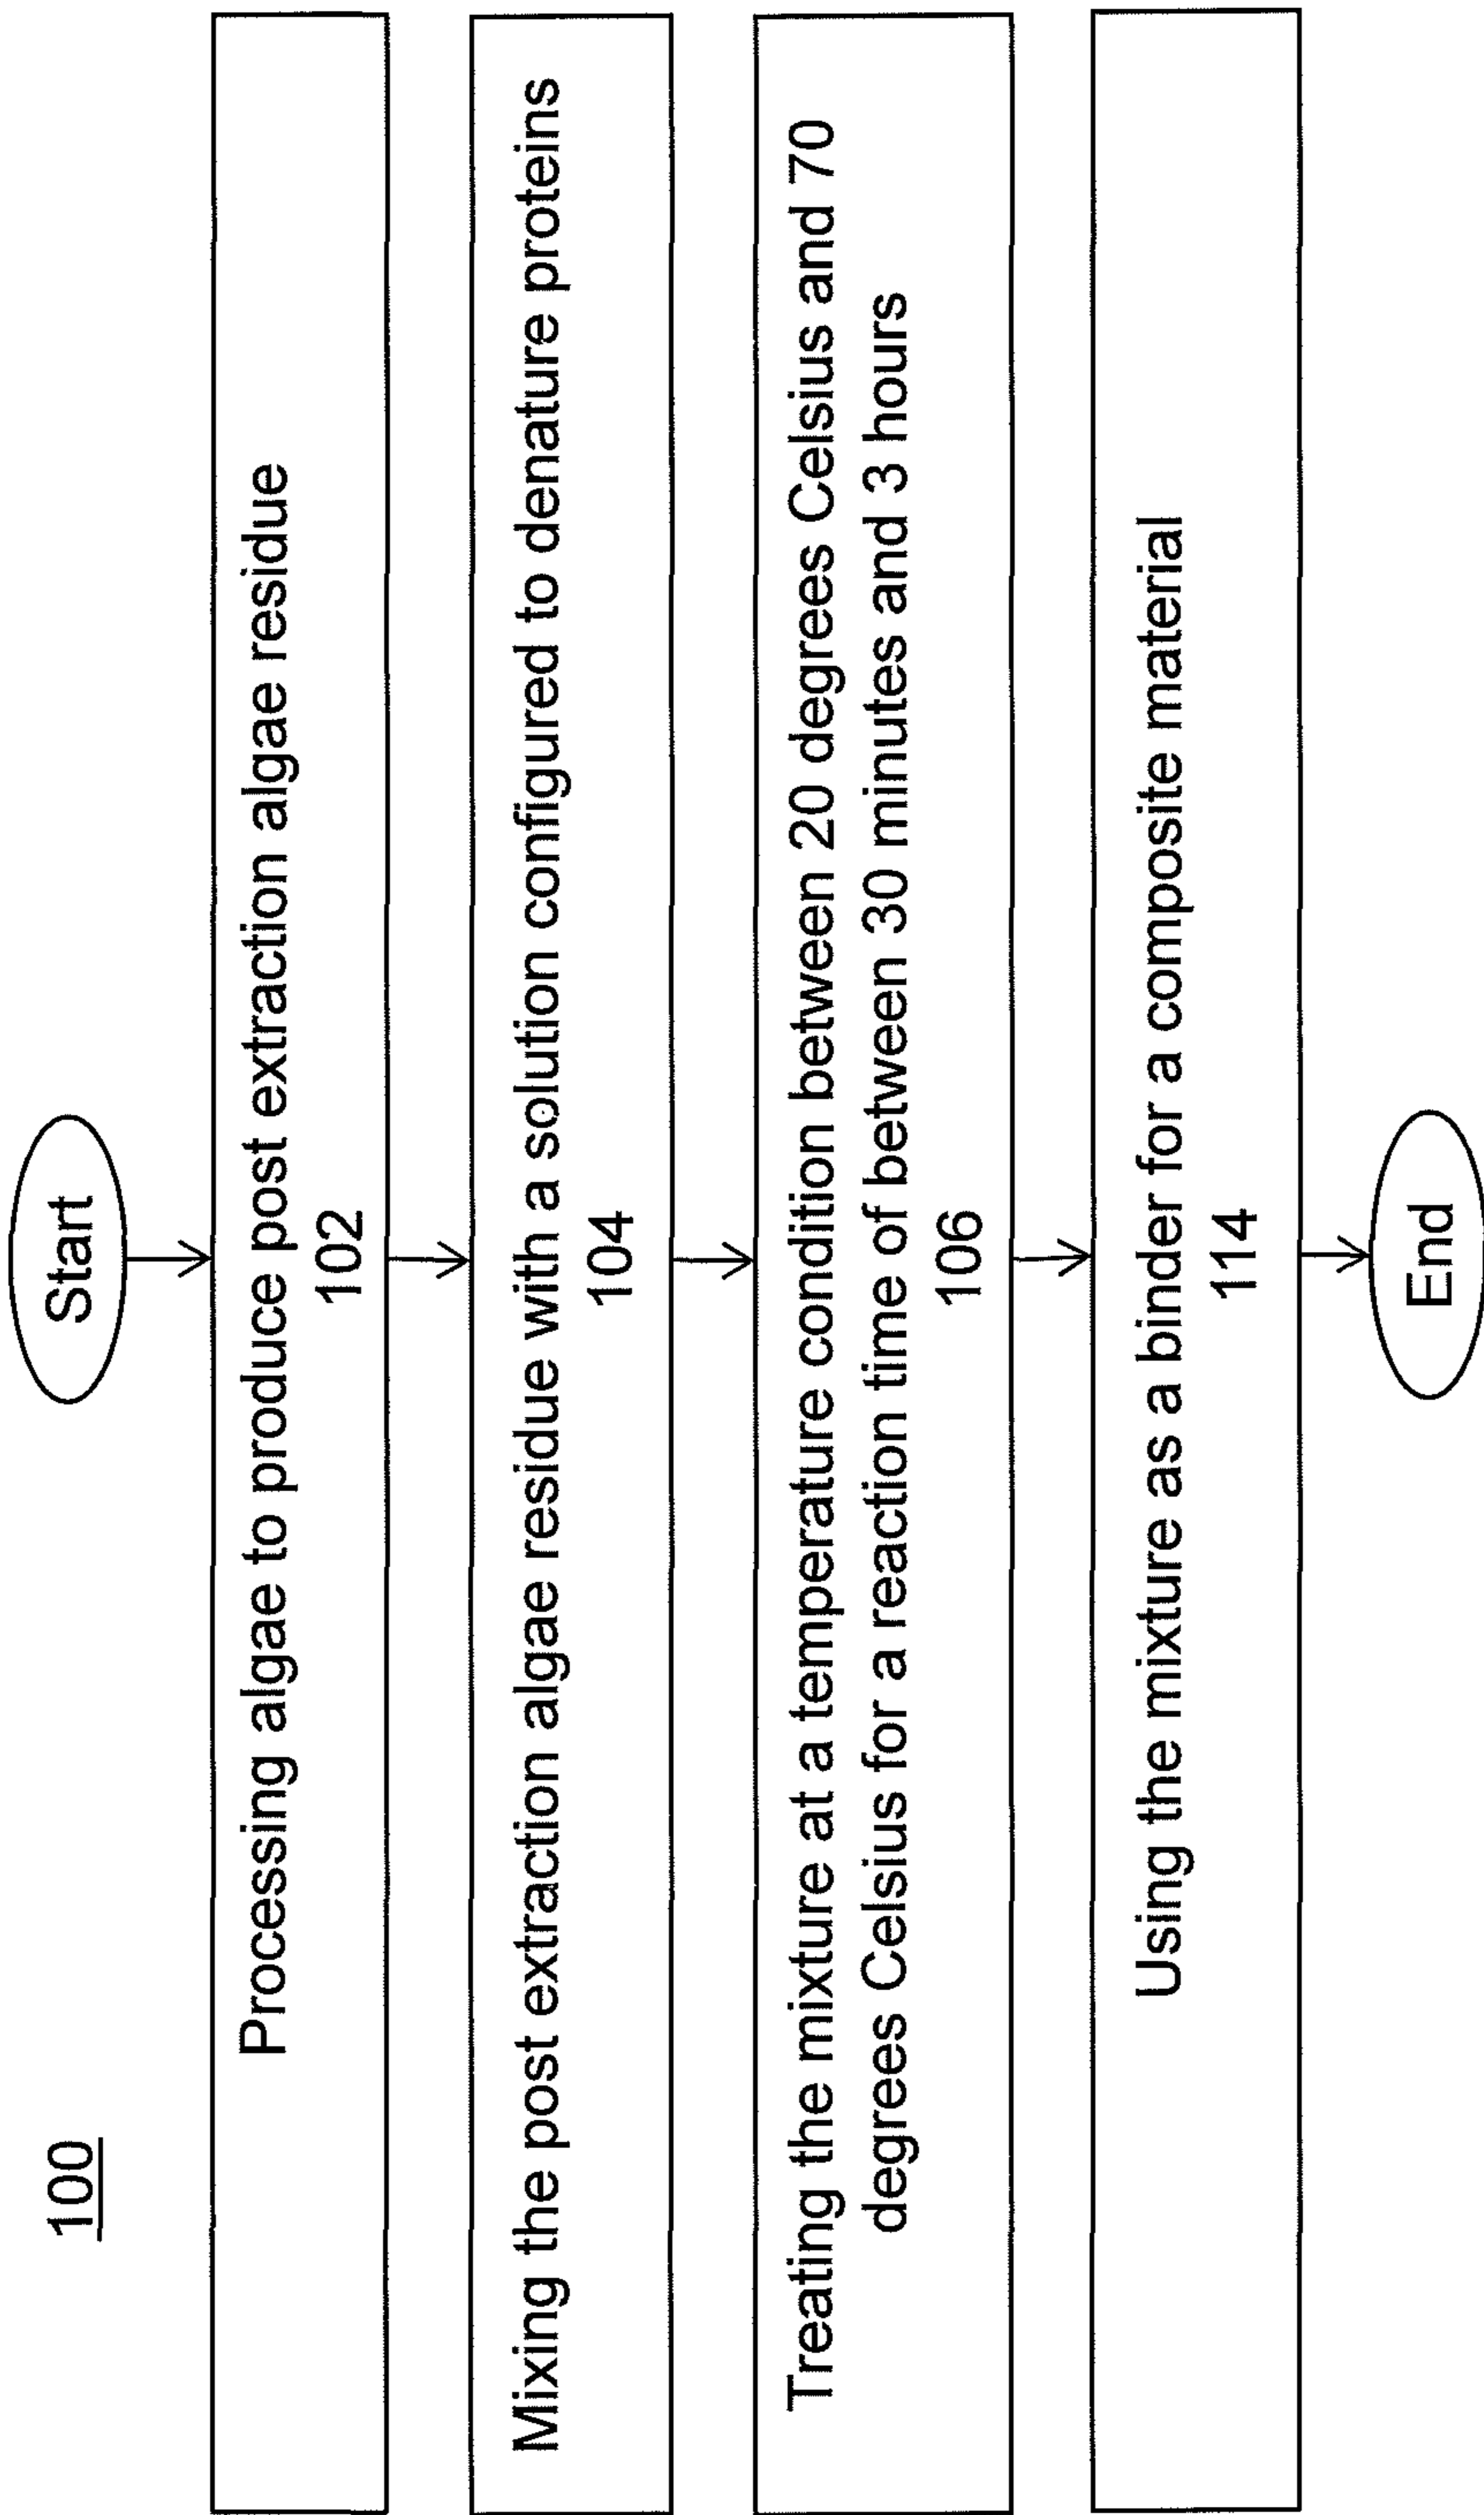 100
Start
Processing algae to produce post extraction algae residue
102
Mixing the post extraction algae residue with a solution configured to denature proteins
104
Treating the mixture at a temperature condition between 20 degrees Celsius and 70
degrees Celsius for a reaction time of between 30 minutes and 3 hours
106
Using the mixture as a binder for a composite material
114
End